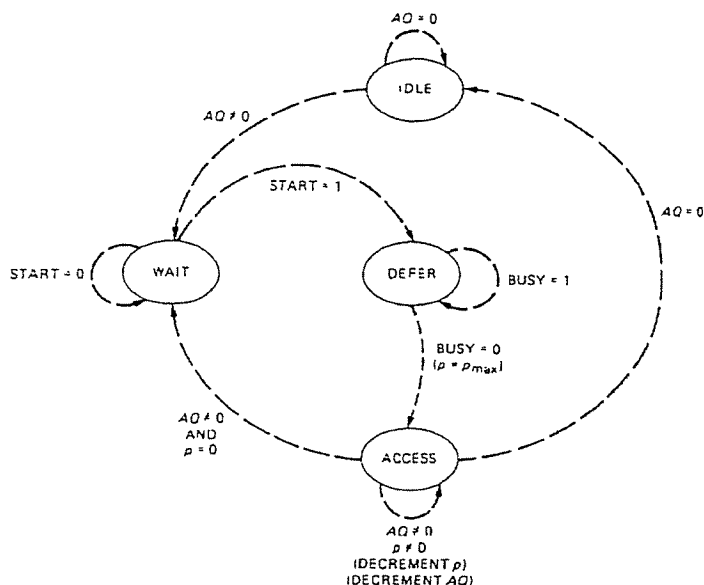 AQ = 0
IDLE
AQ ≠ 0
START = 1
AQ = 0
START = 0
WAIT
DEFER
BUSY = 1
BUSY = 0
(p = pmax)
AQ ≠ 0
AND
p = 0
ACCESS
AQ ≠ 0
p ≠ 0
(DECREMENT p)
(DECREMENT AQ)